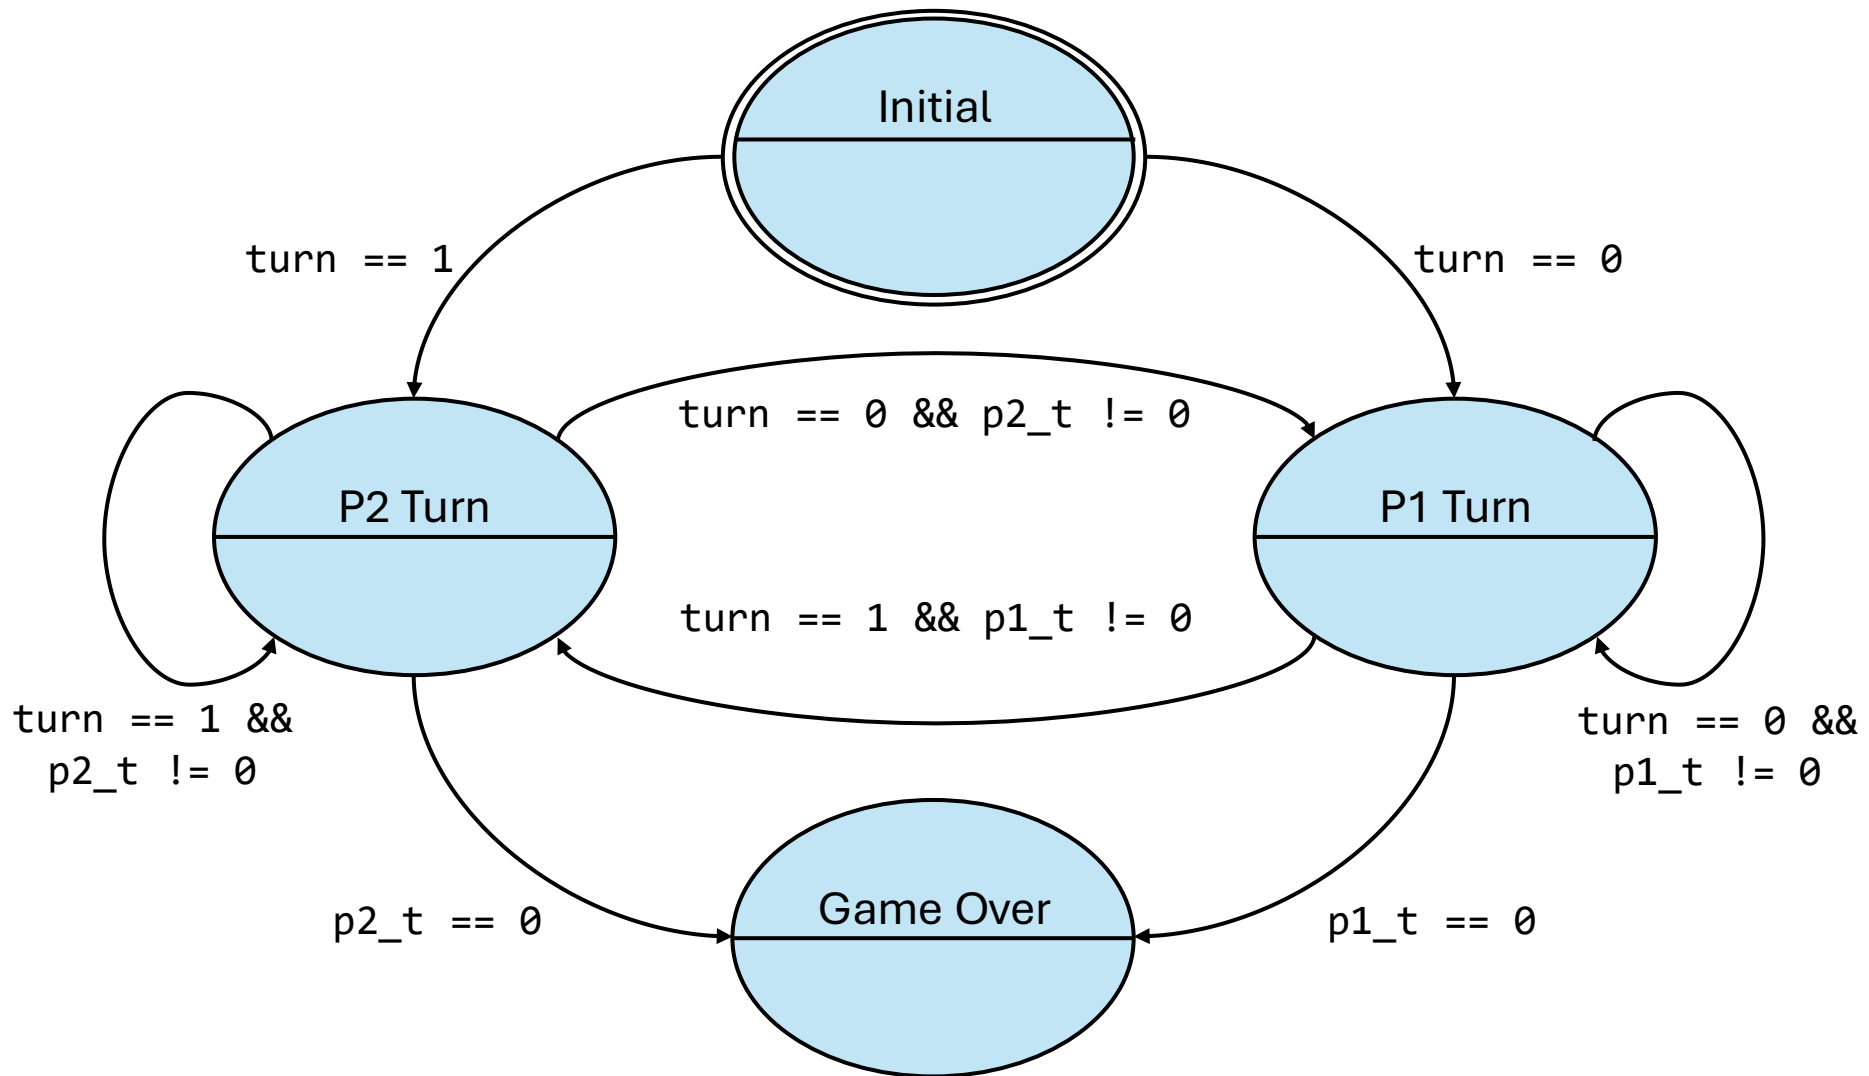 Initial
turn == 1
turn == 0
turn == 0 && p2_t != 0
P2 Turn
P1 Turn
turn == 1 && p1_t != 0
turn == 1 &&
p2_t != 0
turn == 0 &&
p1_t != 0
Game Over
p2_t == 0
p1_t == 0